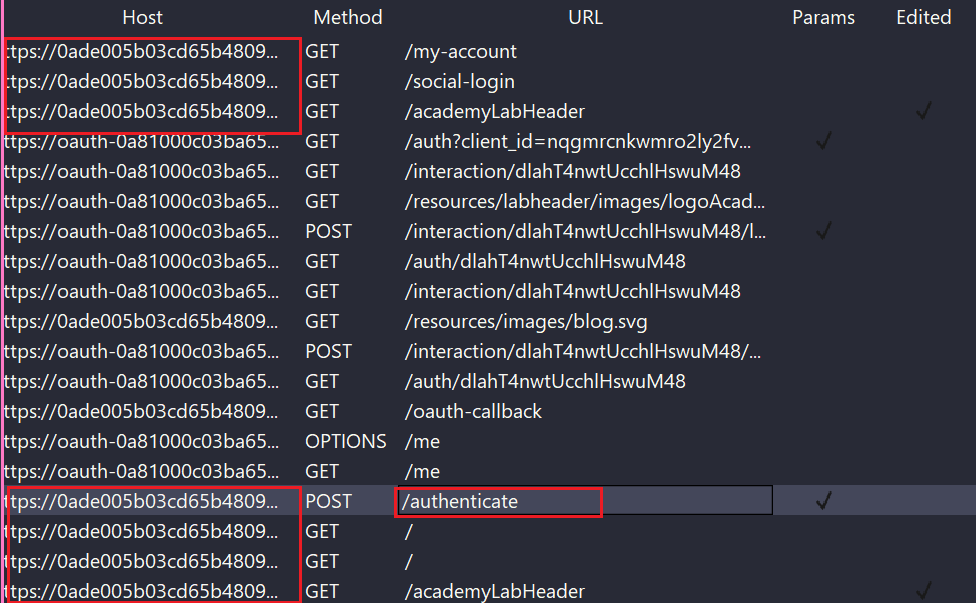 Host Method URL Params Edited
ttps://0ade005b03cd65b4809... GET /my-account
ttps://0ade005b03cd65b4809... GET /social-login
ttps://0ade005b03cd65b4809... GET /academyLabHeader ✓
ttps://oauth-0a81000c03ba65... GET /auth?client_id=nqgmrcnkwmro2ly2fv... ✓
ttps://oauth-0a81000c03ba65... GET /interaction/dlahT4nwtUcchlHswuM48
ttps://oauth-0a81000c03ba65... GET /resources/labheader/images/logoAcad...
ttps://oauth-0a81000c03ba65... POST /interaction/dlahT4nwtUcchlHswuM48/l... ✓
ttps://oauth-0a81000c03ba65... GET /auth/dlahT4nwtUcchlHswuM48
ttps://oauth-0a81000c03ba65... GET /interaction/dlahT4nwtUcchlHswuM48
ttps://0ade005b03cd65b4809... GET /resources/images/blog.svg
ttps://oauth-0a81000c03ba65... POST /interaction/dlahT4nwtUcchlHswuM48/...
ttps://oauth-0a81000c03ba65... GET /auth/dlahT4nwtUcchlHswuM48
ttps://0ade005b03cd65b4809... GET /oauth-callback
ttps://oauth-0a81000c03ba65... OPTIONS /me
ttps://oauth-0a81000c03ba65... GET /me
ttps://0ade005b03cd65b4809... POST /authenticate ✓
ttps://0ade005b03cd65b4809... GET /
ttps://0ade005b03cd65b4809... GET /
ttps://0ade005b03cd65b4809... GET /academyLabHeader ✓